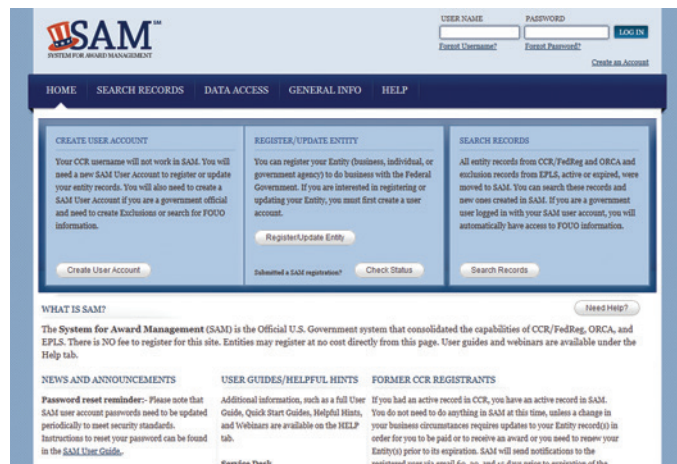 USER NAME PASSWORD
SAM SM
LOG IN
SYSTEM FOR AWARD MANAGEMENT
Forgot Username? Forgot Password?
Create an Account
HOME SEARCH RECORDS DATA ACCESS GENERAL INFO HELP
CREATE USER ACCOUNT
Your CCR username will not work in SAM. You will
need a new SAM User Account to register or update
your entity records. You will also need to create a
SAM User Account if you are a government official
and need to create Exclusions or search for FOUO
information.
Create User Account
REGISTER/UPDATE ENTITY
You can register your Entity (business, individual, or
government agency) to do business with the Federal
Government. If you are interested in registering or
updating your Entity, you must first create a user
account.
Register/Update Entity
Submitted a SAM registration? Check Status
SEARCH RECORDS
All entity records from CCR/FedReg and ORCA and
exclusion records from EPLS, active or expired, were
moved to SAM. You can search these records and
new ones created in SAM. If you are a government
user logged in with your SAM user account, you will
automatically have access to FOUO information.
Search Records
WHAT IS SAM?
Need Help?
The System for Award Management (SAM) is the Official U.S. Government system that consolidated the capabilities of CCR/FedReg, ORCA, and
EPLS. There is NO fee to register for this site. Entities may register at no cost directly from this page. User guides and webinars are available under the
Help tab.
NEWS AND ANNOUNCEMENTS
Password reset reminder:- Please note that
SAM user account passwords need to be updated
periodically to meet security standards.
Instructions to reset your password can be found
in the SAM User Guide.
USER GUIDES/HELPFUL HINTS
Additional information, such as a full User
Guide, Quick Start Guides, Helpful Hints,
and Webinars are available on the HELP
tab.
Service Desk
FORMER CCR REGISTRANTS
If you had an active record in CCR, you have an active record in SAM.
You do not need to do anything in SAM at this time, unless a change in
your business circumstances requires updates to your Entity record(s) in
order for you to be paid or to receive an award or you need to renew your
Entity(s) prior to its expiration. SAM will send notifications to the
registered user via email 60, 30, and 15 days prior to expiration of the